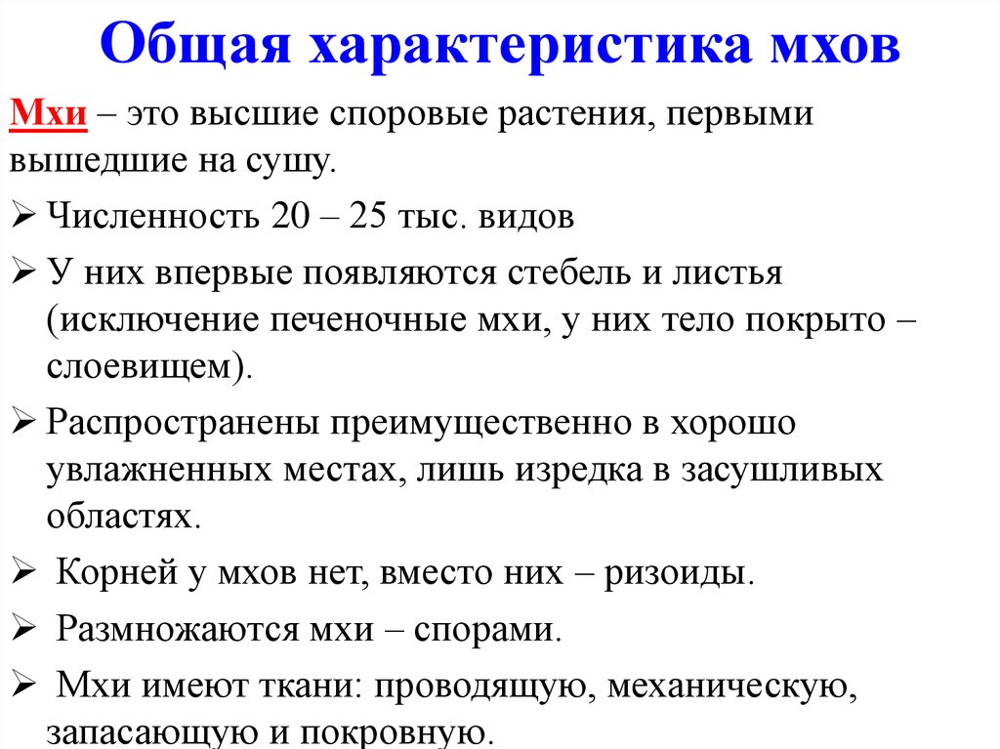 Общая характеристика мхов
Мхи – это высшие споровые растения, первыми
вышедшие на сушу.
➢ Численность 20 – 25 тыс. видов
➢ У них впервые появляются стебель и листья
(исключение печеночные мхи, у них тело покрыто –
слоевищем).
➢ Распространены преимущественно в хорошо
увлажненных местах, лишь изредка в засушливых
областях.
➢ Корней у мхов нет, вместо них – ризоиды.
➢ Размножаются мхи – спорами.
➢ Мхи имеют ткани: проводящую, механическую,
запасающую и покровную.